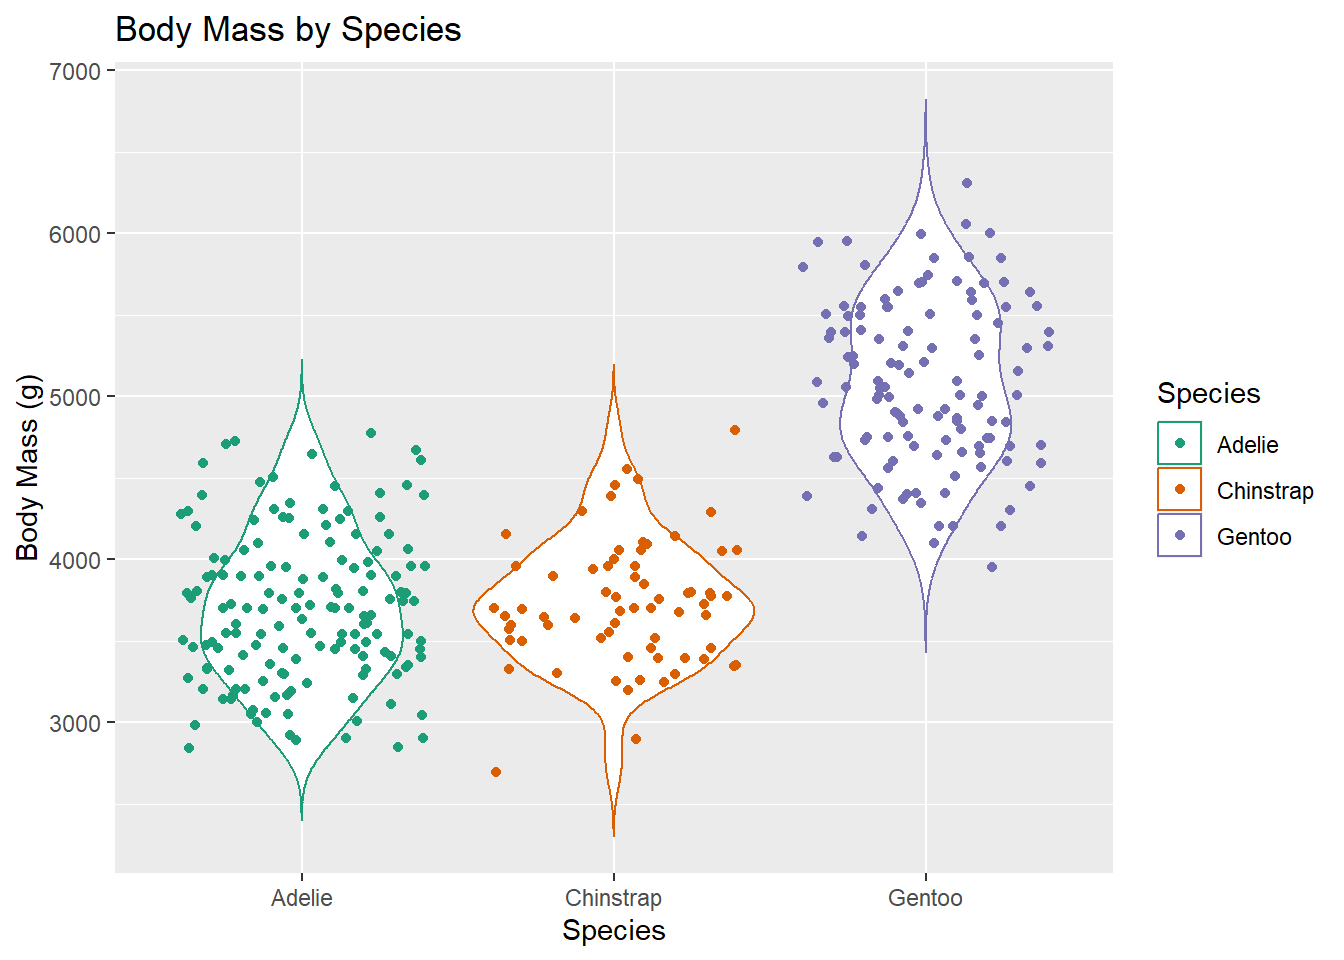 Body Mass by Species
Body Mass (g)
7000
6000
5000
4000
3000
Adelie
Chinstrap
Gentoo
Species
Species
Adelie
Chinstrap
Gentoo